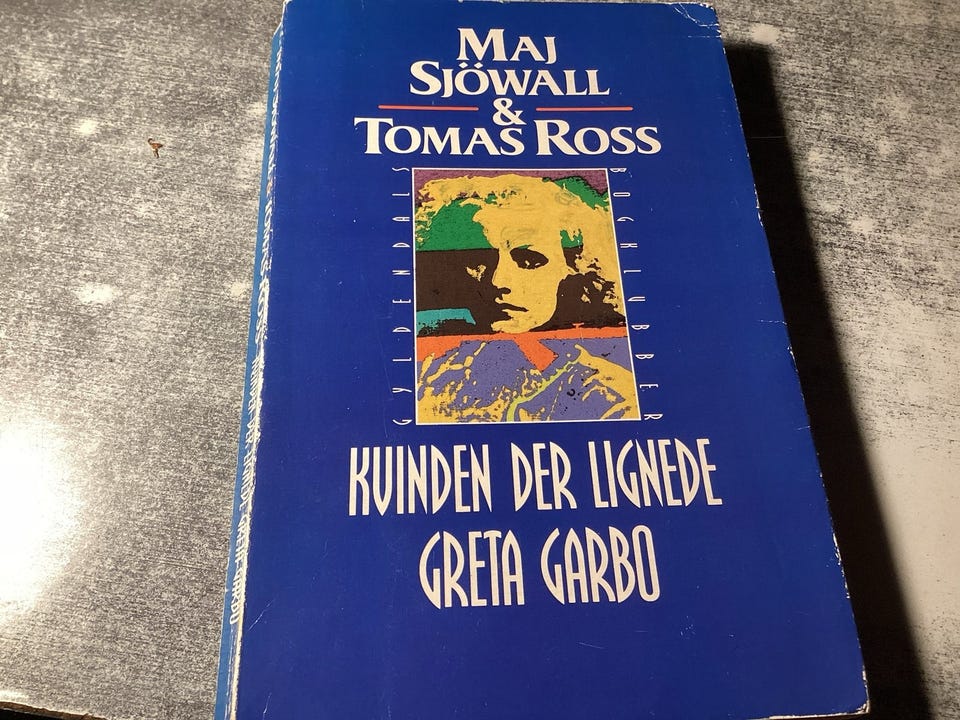 MAJ
SJÖWALL
&
TOMAS ROSS
GYLDENDALS
BOGKLUBBER
KVINDEN DER LIGNEDE
GRETA GARBO